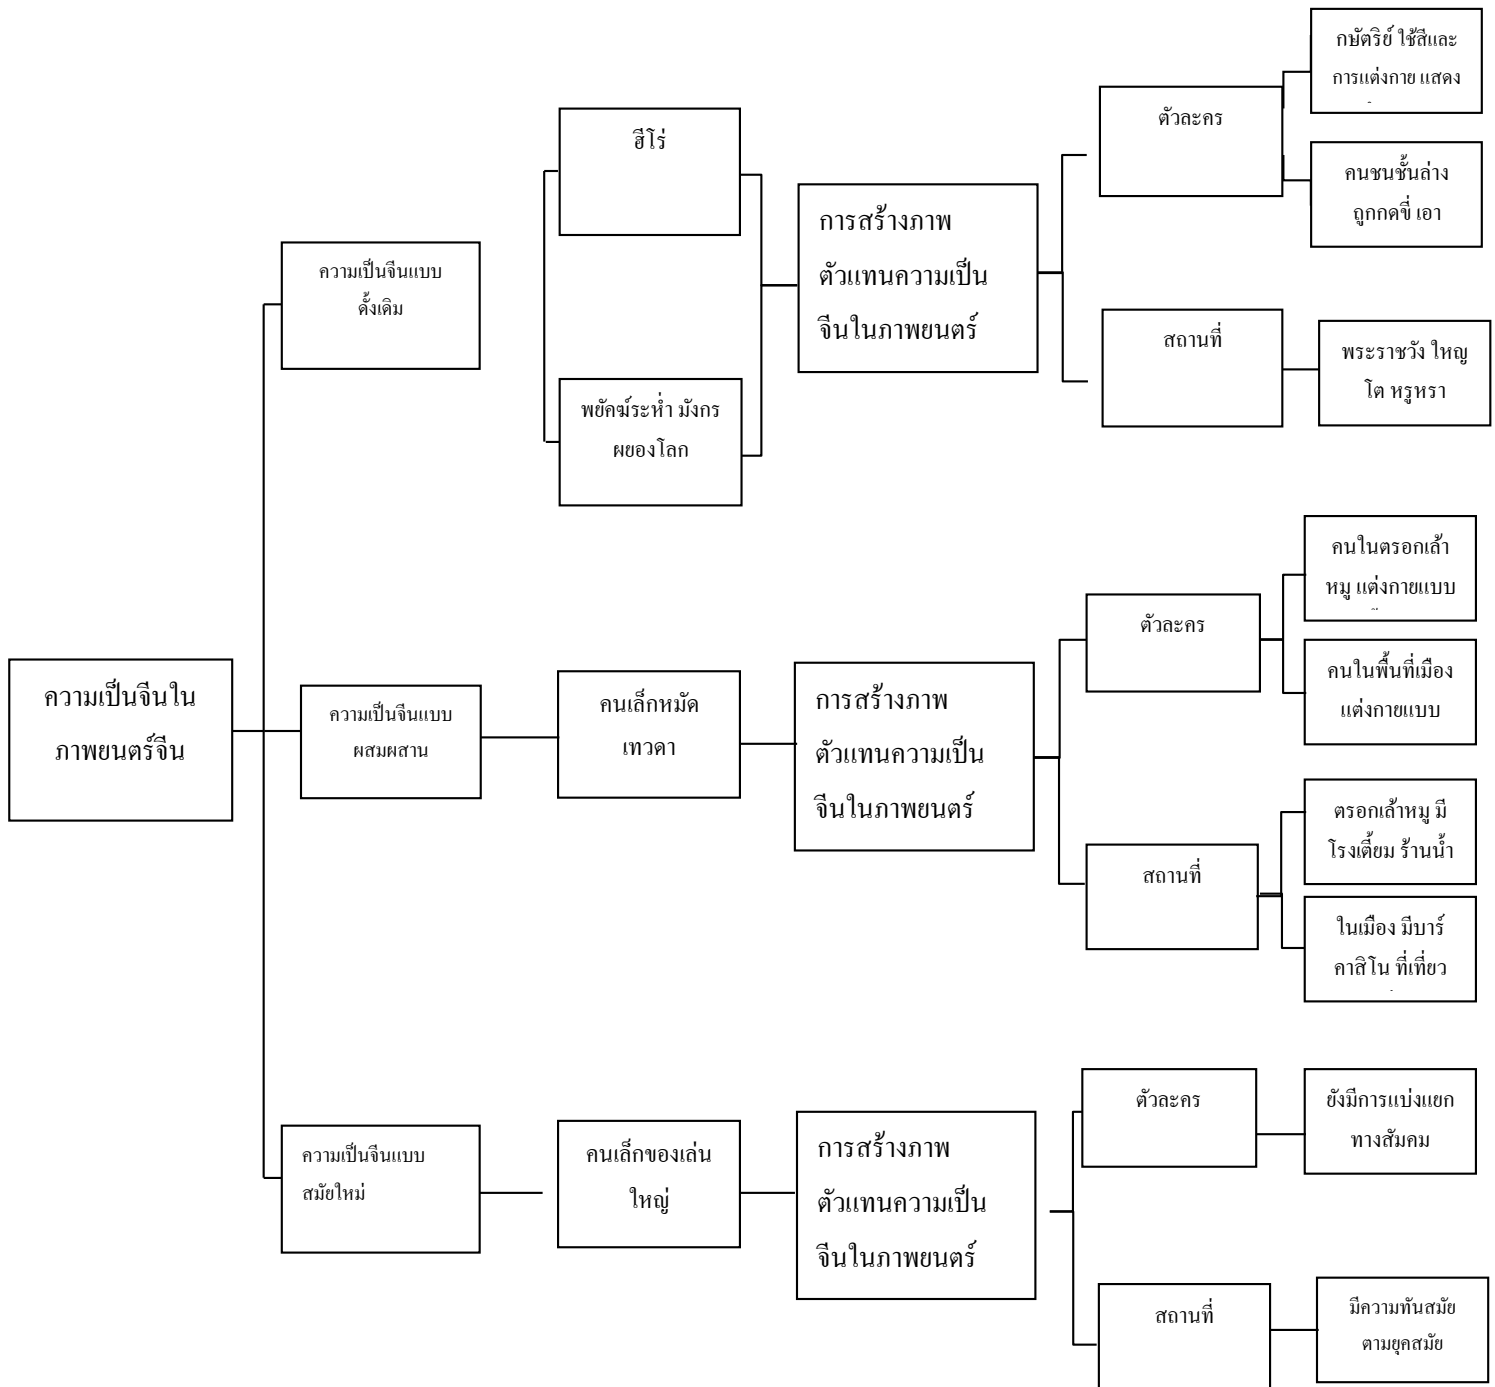 ความเป็นจีนใน
ภาพยนตร์จีน
ความเป็นจีนแบบ
ดั้งเดิม
ฮีโร่
พยัคฆ์ระห่ำ มังกร
ผยองโลก
การสร้างภาพ
ตัวแทนความเป็น
จีนในภาพยนตร์
ตัวละคร
กษัตริย์ ใช้สีและ
การแต่งกาย แสดง
คนชนชั้นล่าง
ถูกกดขี่ เอา
สถานที่
พระราชวัง ใหญ
โต หรูหรา
ความเป็นจีนแบบ
ผสมผสาน
คนเล็กหมัด
เทวดา
การสร้างภาพ
ตัวแทนความเป็น
จีนในภาพยนตร์
ตัวละคร
คนในตรอกเล้า
หมู แต่งกายแบบ
คนในพื้นที่เมือง
แต่งกายแบบ
สถานที่
ตรอกเล้าหมู มี
โรงเตี้ยม ร้านน้ำ
ในเมือง มีบาร์
คาสิโน ที่เที่ยว
ความเป็นจีนแบบ
สมัยใหม่
คนเล็กของเล่น
ใหญ่
การสร้างภาพ
ตัวแทนความเป็น
จีนในภาพยนตร์
ตัวละคร
ยังมีการแบ่งแยก
ทางสัมคม
สถานที่
มีความทันสมัย
ตามยุคสมัย